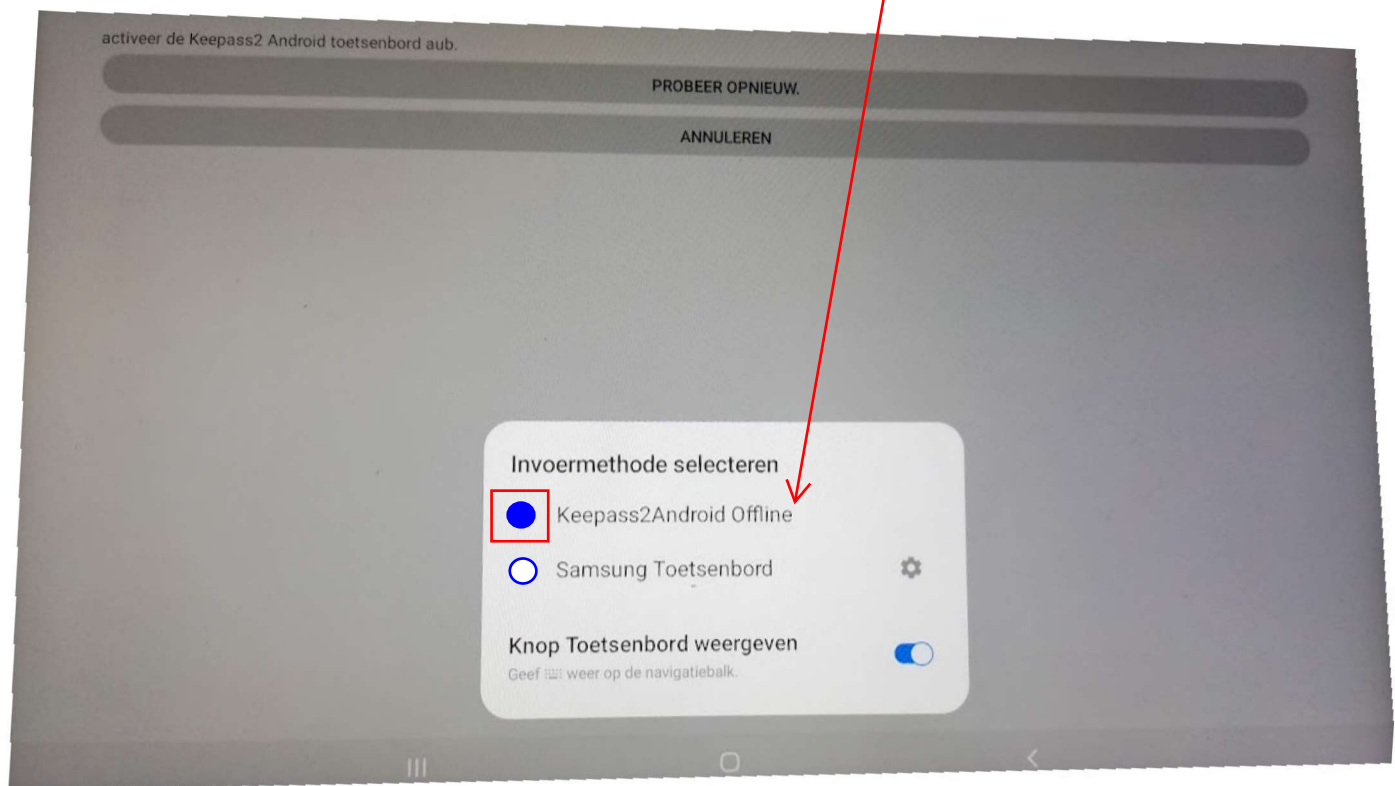 activeer de Keepass2 Android toetsenbord aub.
PROBEER OPNIEUW.
ANNULEREN
Invoermethode selecteren
Keepass2Android Offline
Samsung Toetsenbord
Knop Toetsenbord weergeven
Geef weer op de navigatiebalk.